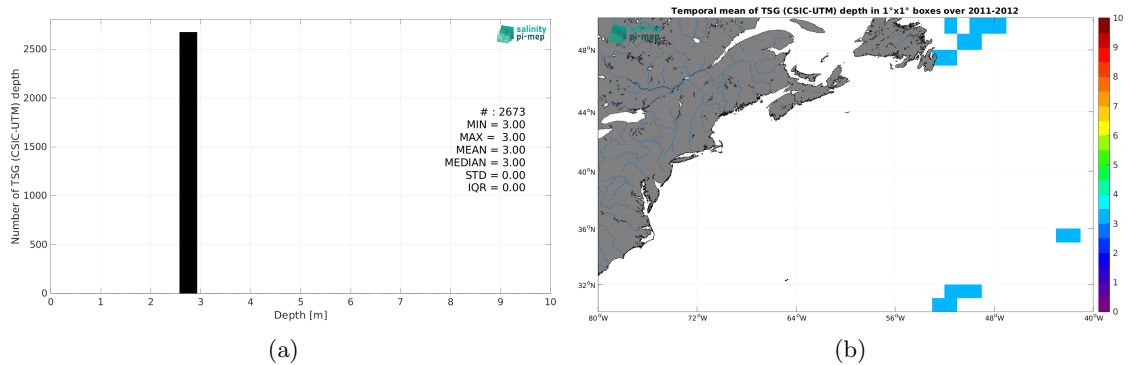 salinity
pi-mep
Number of TSG (CSIC-UTM) depth
2500
2000
1500
1000
500
0
# : 2673
MIN = 3.00
MAX = 3.00
MEAN = 3.00
MEDIAN = 3.00
STD = 0.00
IQR = 0.00
0 1 2 3 4 5 6 7 8 9 10
Depth [m]
(a)
Temporal mean of TSG (CSIC-UTM) depth in 1°x1° boxes over 2011-2012
salinity
pi-mep
48°N
44°N
40°N
36°N
32°N
80°W 72°W 64°W 56°W 48°W 40°W
10
9
8
7
6
5
4
3
2
1
0
(b)